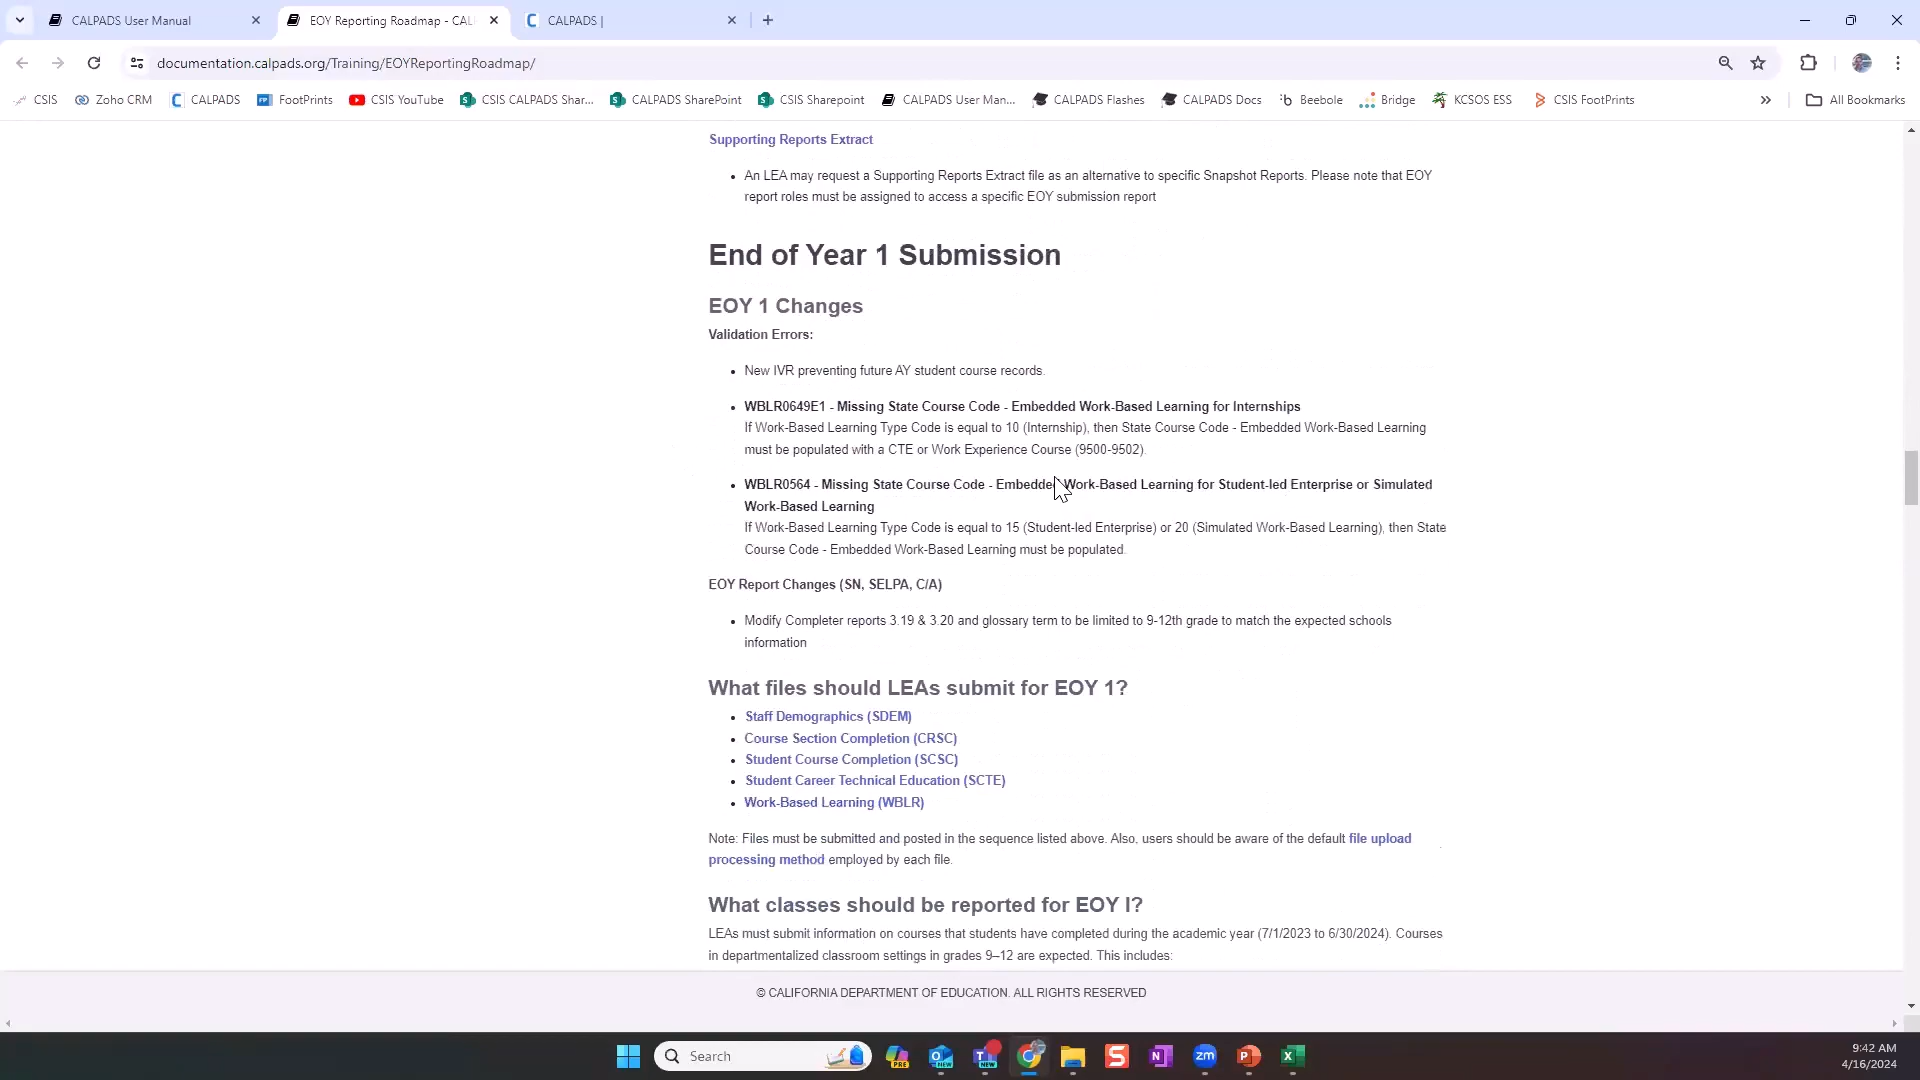 CALPADS User Manual
EOY Reporting Roadmap - CAL
CALPADS |
documentation.calpads.org/Training/EOYReportingRoadmap/
CSIS
Zoho CRM
CALPADS
FootPrints
CSIS YouTube
CSIS CALPADS Shar...
CALPADS SharePoint
CSIS Sharepoint
CALPADS User Man...
CALPADS Flashes
CALPADS Docs
Beebole
Bridge
KCSOS ESS
CSIS FootPrints
All Bookmarks
Supporting Reports Extract
• An LEA may request a Supporting Reports Extract file as an alternative to specific Snapshot Reports. Please note that EOY
report roles must be assigned to access a specific EOY submission report
End of Year 1 Submission
EOY 1 Changes
Validation Errors:
• New IVR preventing future AY student course records.
• WBLR0649E1 - Missing State Course Code - Embedded Work-Based Learning for Internships
If Work-Based Learning Type Code is equal to 10 (Internship), then State Course Code - Embedded Work-Based Learning
must be populated with a CTE or Work Experience Course (9500-9502).
• WBLR0564 - Missing State Course Code - Embedded Work-Based Learning for Student-led Enterprise or Simulated
Work-Based Learning
If Work-Based Learning Type Code is equal to 15 (Student-led Enterprise) or 20 (Simulated Work-Based Learning), then State
Course Code - Embedded Work-Based Learning must be populated.
EOY Report Changes (SN, SELPA, C/A)
• Modify Completer reports 3.19 & 3.20 and glossary term to be limited to 9-12th grade to match the expected schools
information
What files should LEAs submit for EOY 1?
• Staff Demographics (SDEM)
• Course Section Completion (CRSC)
• Student Course Completion (SCSC)
• Student Career Technical Education (SCTE)
• Work-Based Learning (WBLR)
Note: Files must be submitted and posted in the sequence listed above. Also, users should be aware of the default file upload
processing method employed by each file.
What classes should be reported for EOY I?
LEAs must submit information on courses that students have completed during the academic year (7/1/2023 to 6/30/2024). Courses
in departmentalized classroom settings in grades 9–12 are expected. This includes:
© CALIFORNIA DEPARTMENT OF EDUCATION. ALL RIGHTS RESERVED
Search
9:42 AM
4/16/2024